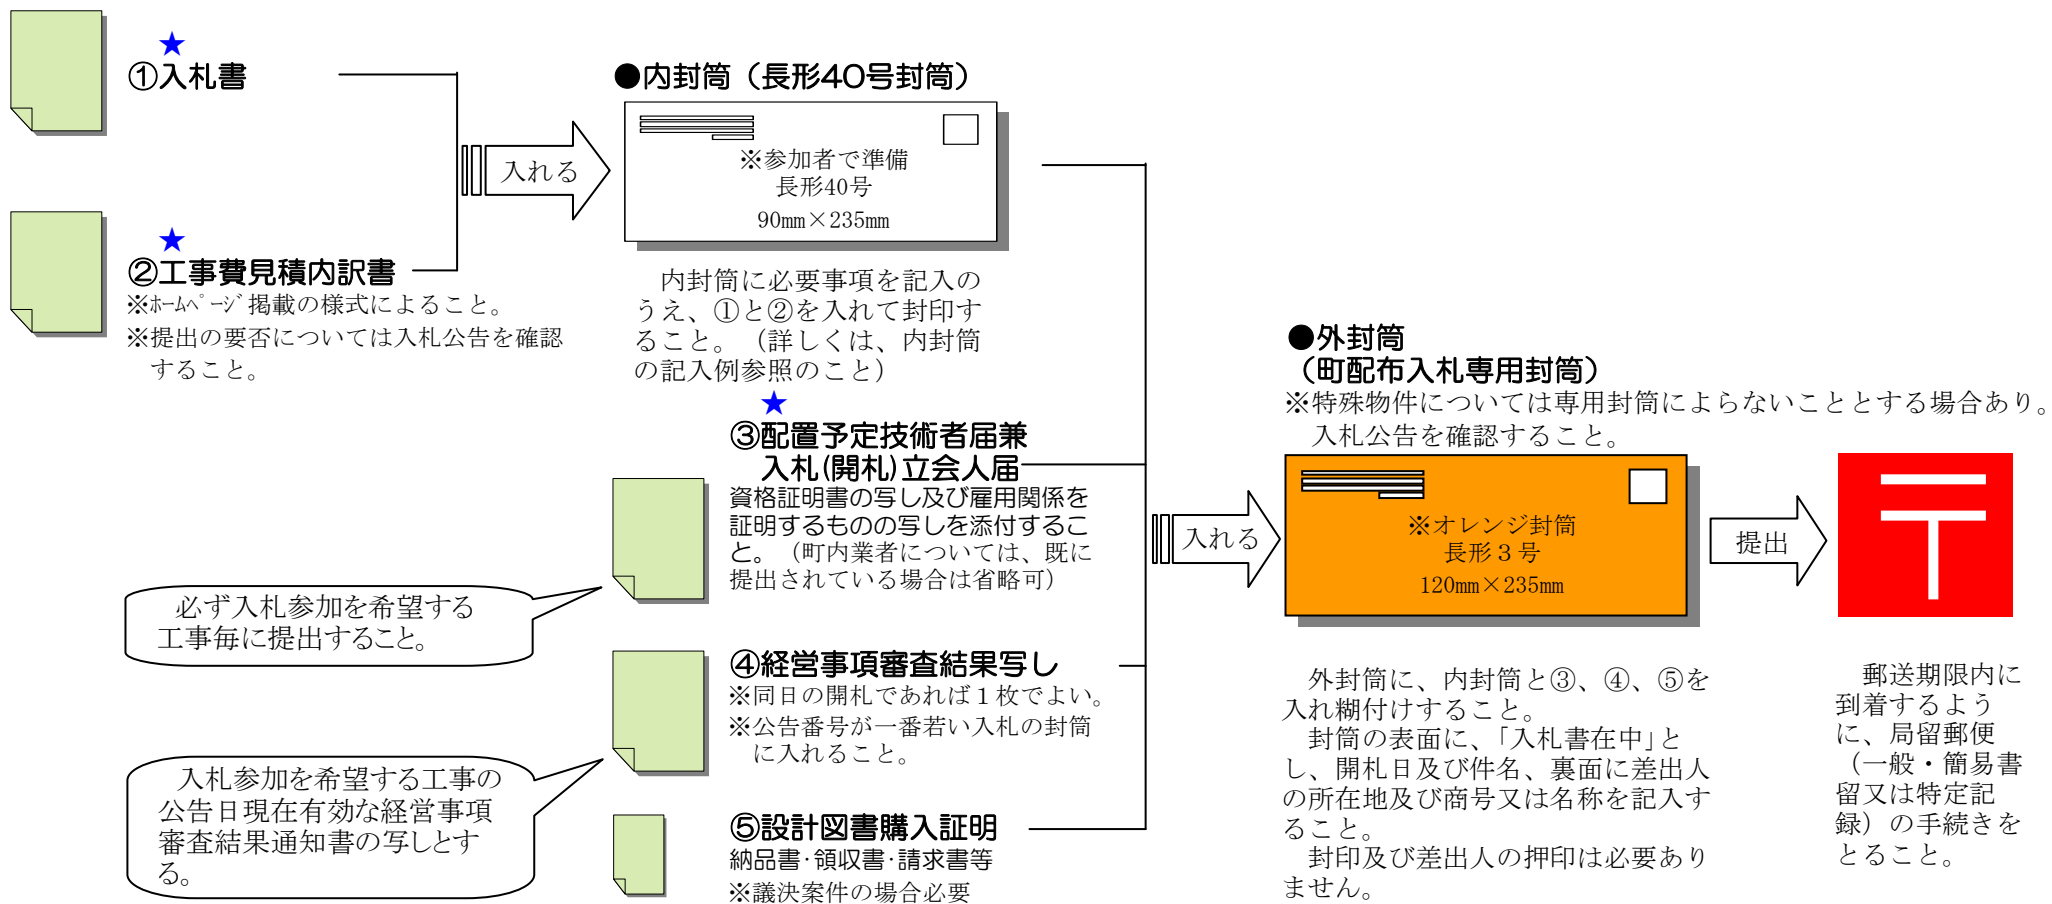 ★
①入札書
★
②工事費見積内訳書
※ﾎｰﾑﾍﾟｰｼﾞ掲載の様式によること。
※提出の要否については入札公告を確認
すること。
入れる
●内封筒（長形40号封筒）
※参加者で準備
長形40号
90mm×235mm
内封筒に必要事項を記入の
うえ、①と②を入れて封印す
ること。（詳しくは、内封筒
の記入例参照のこと）
★
③配置予定技術者届兼
入札(開札)立会人届
資格証明書の写し及び雇用関係を
証明するものの写しを添付するこ
と。（町内業者については、既に
提出されている場合は省略可）
必ず入札参加を希望する
工事毎に提出すること。
④経営事項審査結果写し
※同日の開札であれば１枚でよい。
※公告番号が一番若い入札の封筒
に入れること。
入札参加を希望する工事の
公告日現在有効な経営事項
審査結果通知書の写しとす
る。
⑤設計図書購入証明
納品書･領収書･請求書等
※議決案件の場合必要
入れる
●外封筒
（町配布入札専用封筒）
※特殊物件については専用封筒によらないこととする場合あり。
入札公告を確認すること。
※オレンジ封筒
長形３号
120mm×235mm
外封筒に、内封筒と③、④、⑤を
入れ糊付けすること。
封筒の表面に、｢入札書在中｣と
し、開札日及び件名、裏面に差出人
の所在地及び商号又は名称を記入す
ること。
封印及び差出人の押印は必要あり
ません。
提出
〒
郵送期限内に
到着するよう
に、局留郵便
（一般・簡易書
留又は特定記
録）の手続きを
とること。